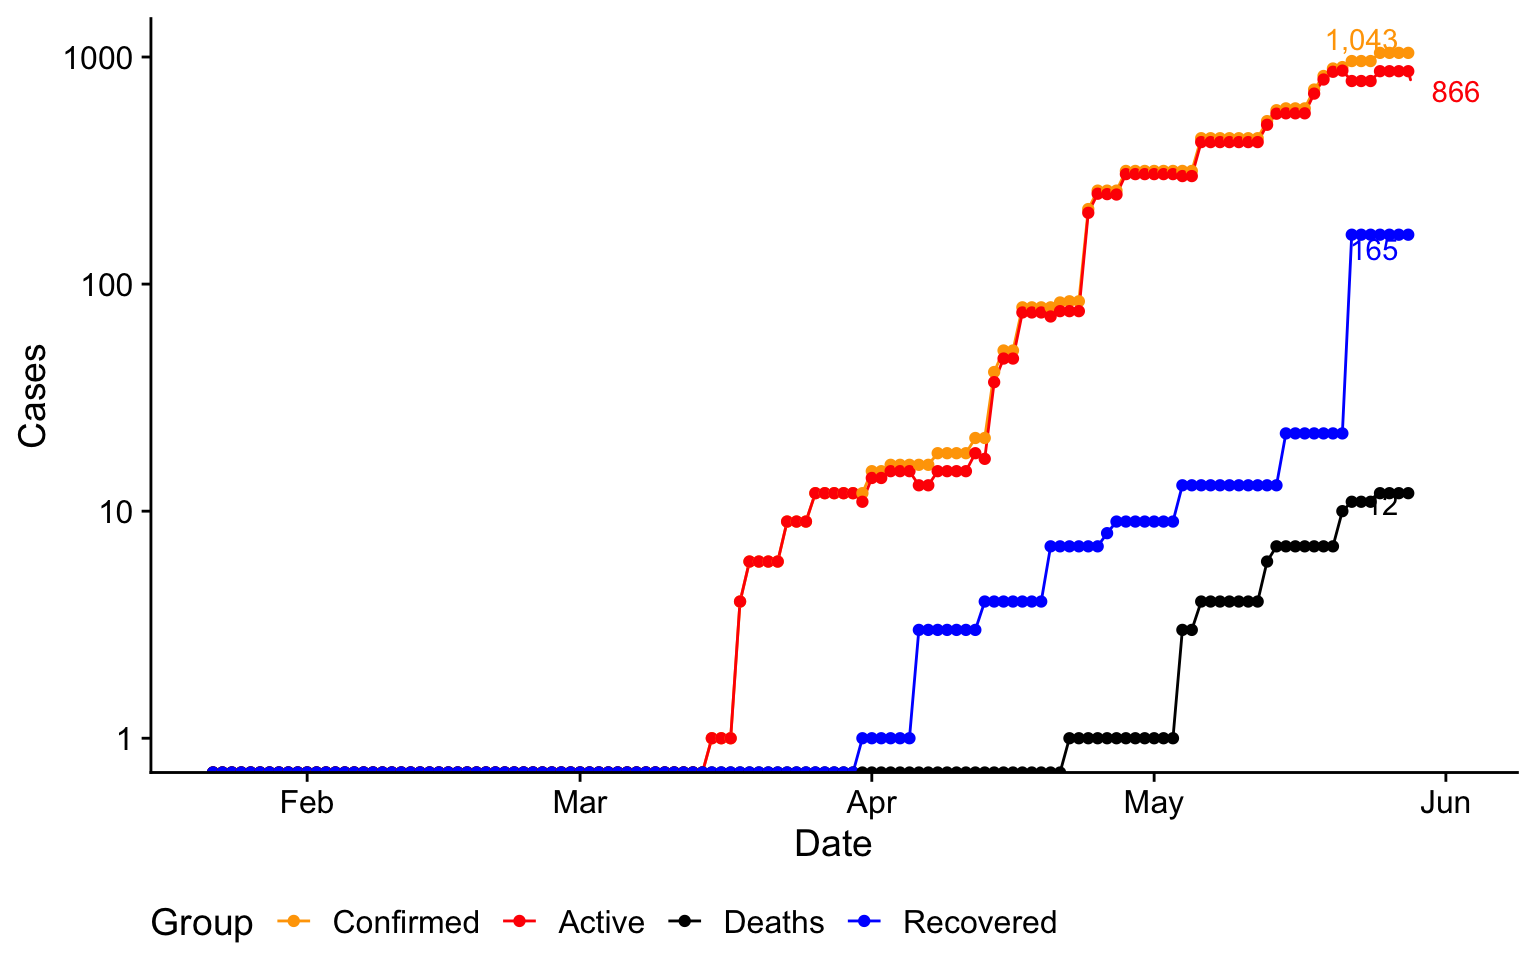 1,043
1000
866
165
100
Cases
12
10
1
Feb Mar Apr May Jun
Date
Group Confirmed Active Deaths Recovered